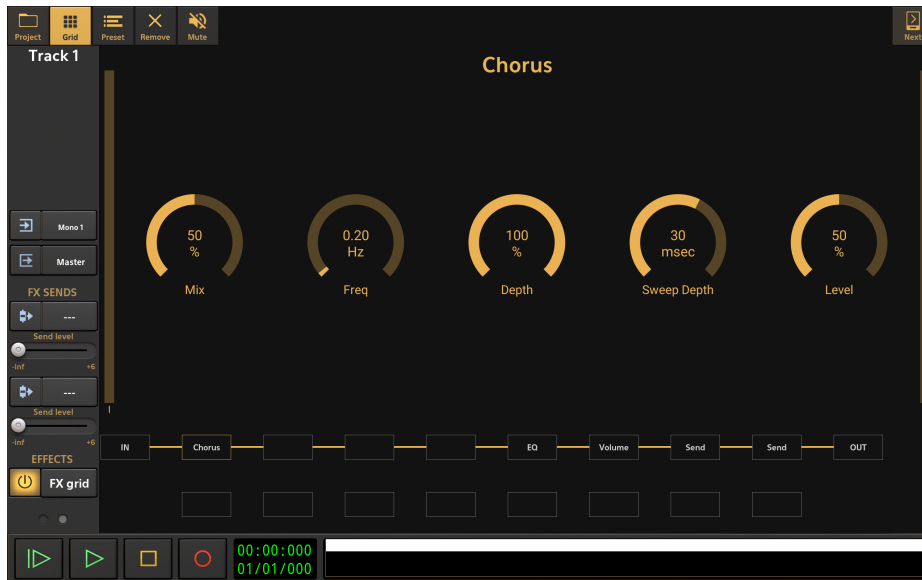 Project
Grid
Preset
Remove
Mute
Next
Track 1
Chorus
Mono 1
Master
FX SENDS
---
Send level
-inf +6
---
Send level
-inf +6
EFFECTS
FX grid
50
%
Mix
0.20
Hz
Freq
100
%
Depth
30
msec
Sweep Depth
50
%
Level
IN Chorus EQ Volume Send Send OUT
00:00:000
01/01/000